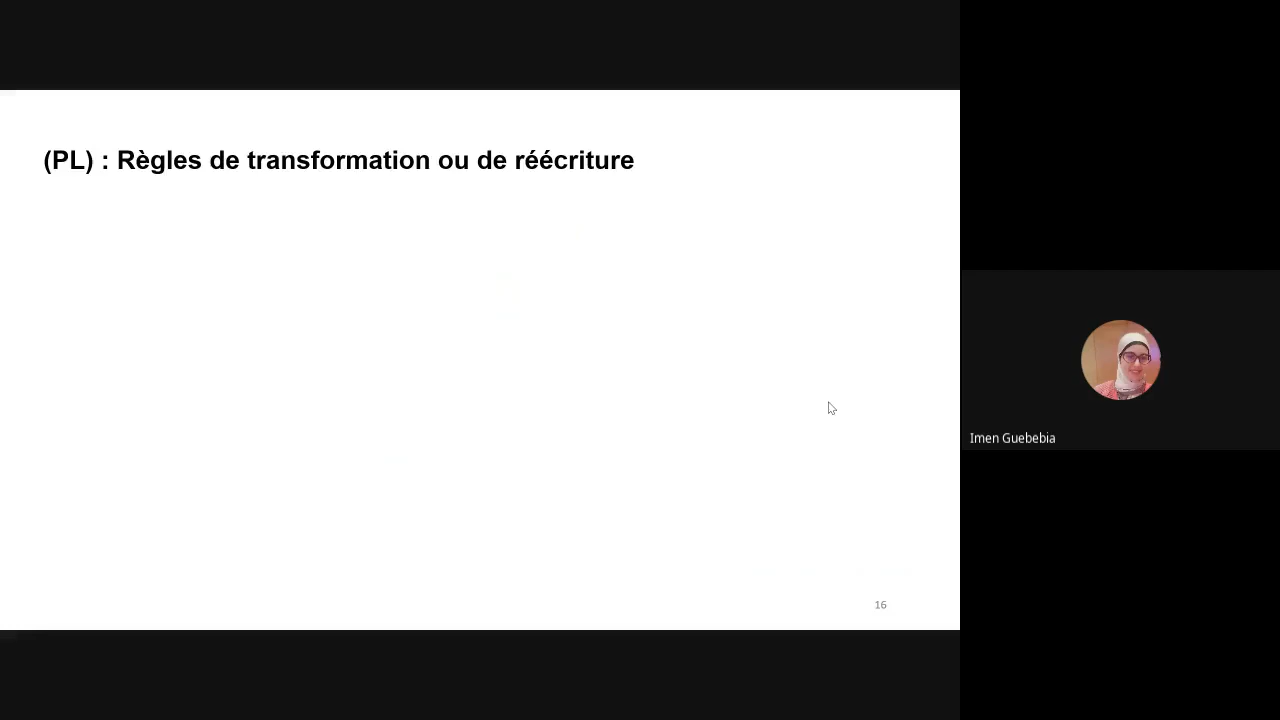 (PL) : Règles de transformation ou de réécriture
Imen Guebebia
16